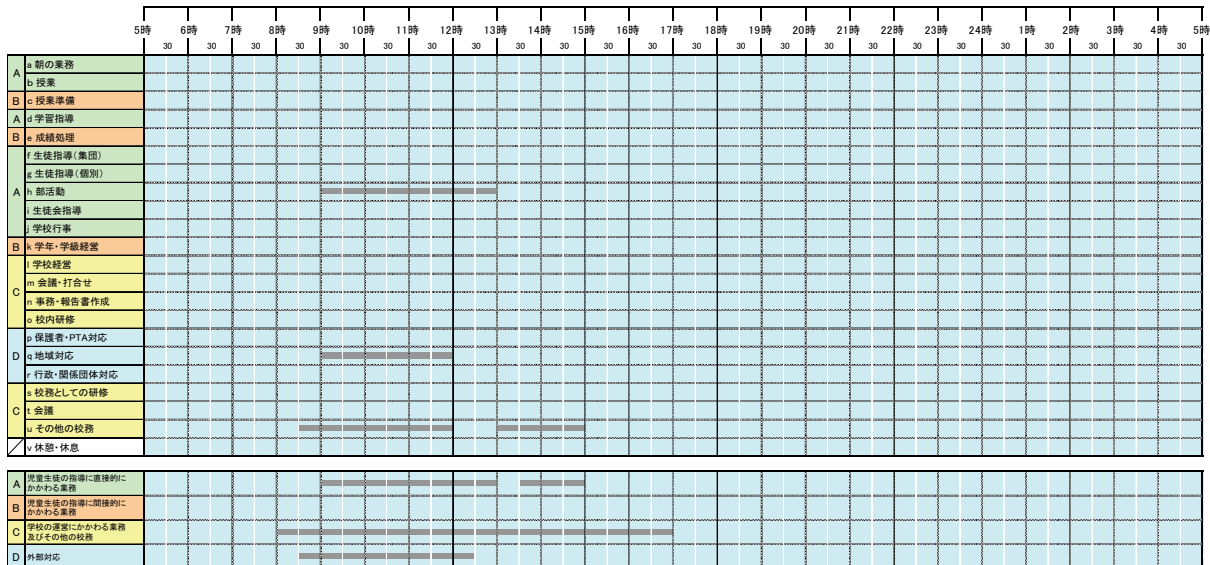 5時 6時 7時 8時 9時 10時 11時 12時 13時 14時 15時 16時 17時 18時 19時 20時 21時 22時 23時 24時 1時 2時 3時 5時
30 30 30 30 30 30 30 30 30 30 30 30 30 30 30 30 30 30 30 30 30 30 30 30
A
a 朝の業務
b 授業
B c 授業準備
A d 学習指導
B e 成績処理
A
f 生徒指導(集団)
g 生徒指導(個別)
h 部活動
i 生徒会指導
j 学校行事
B k 学年・学級経営
C
l 学校経営
m 会議・打合せ
n 事務・報告書作成
o 校内研修
D
p 保護者・PTA対応
q 地域対応
r 行政・関係団体対応
C
s 校務としての研修
t 会議
u その他の校務
v 休憩・休息
A 児童生徒の指導に直接的に
かかわる業務
B 児童生徒の指導に間接的に
かかわる業務
C 学校の運営にかかわる業務
及びその他の校務
D 外部対応